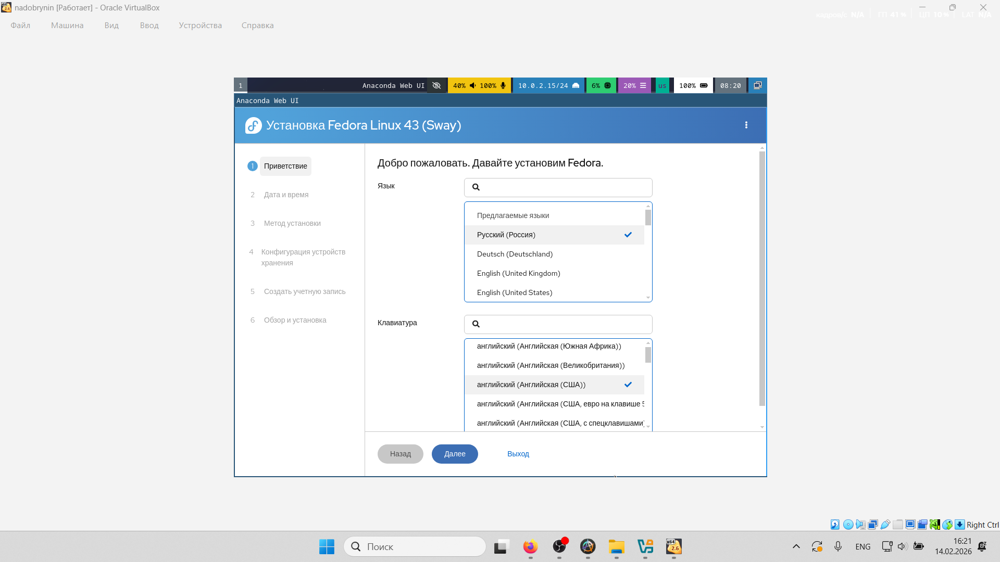 nadobrynin [Работает] - Oracle VirtualBox
кадров/с N/A ГП 41 % ЦП 10 % LAT N/A
Файл Машина Вид Ввод Устройства Справка
1 Anaconda Web UI 40% 100% 10.0.2.15/24 6% 20% us 100% 08:20
Anaconda Web UI
Установка Fedora Linux 43 (Sway)
1 Приветствие
2 Дата и время
3 Метод установки
4 Конфигурация устройств
хранения
5 Создать учетную запись
6 Обзор и установка
Добро пожаловать. Давайте установим Fedora.
Язык
Предлагаемые языки
Русский (Россия)
Deutsch (Deutschland)
English (United Kingdom)
English (United States)
Клавиатура
английский (Английская (Южная Африка))
английский (Английская (Великобритания))
английский (Английская (США))
английский (Английская (США, евро на клавише 5
английский (Английская (США, с спецклавишами)
Назад Далее Выход
Right Ctrl
Поиск
x64
2.6
ENG
16:21
14.02.2026